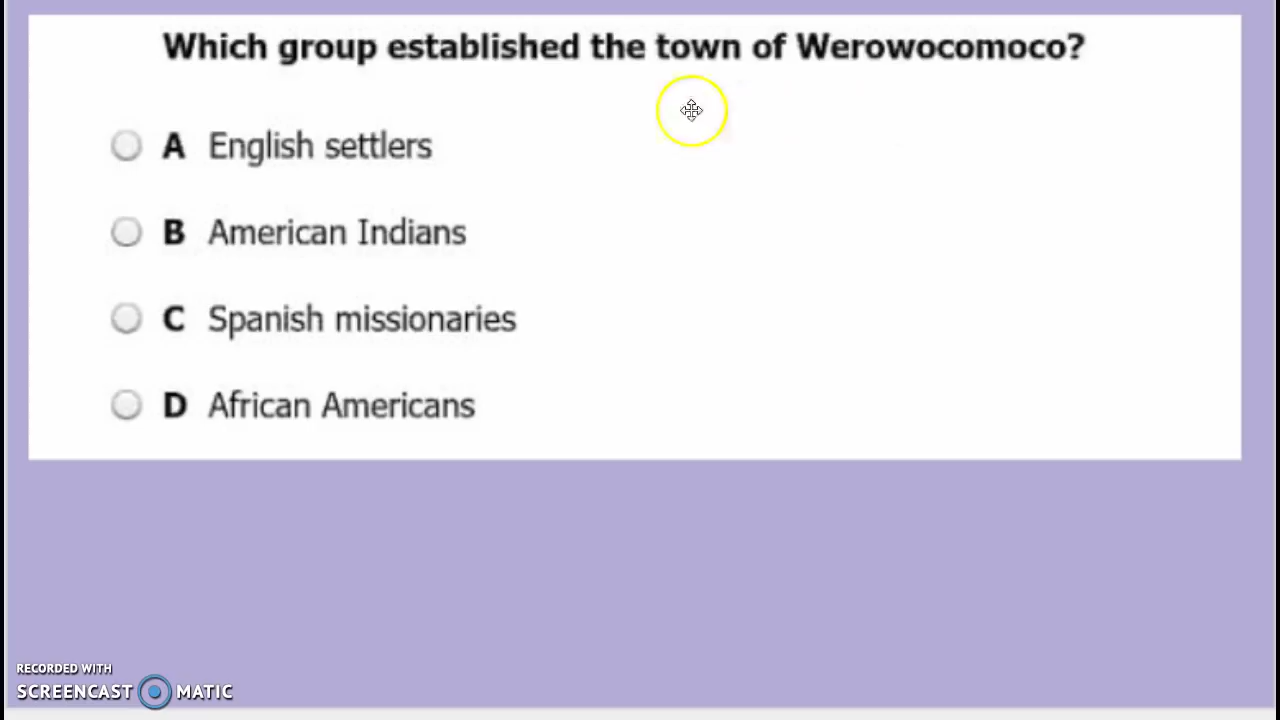 Which group established the town of Werowocomoco?
A English settlers
B American Indians
C Spanish missionaries
D African Americans
RECORDED WITH
SCREENCAST MATIC